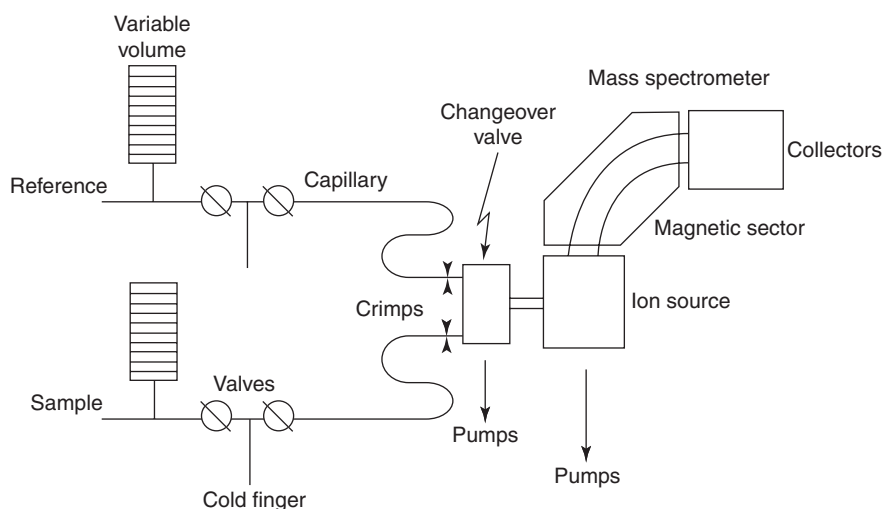 Variable
volume
Mass spectrometer
Changeover
valve
Collectors
Reference
Capillary
Magnetic sector
Crimps
Ion source
Sample
Valves
Pumps
Pumps
Cold finger